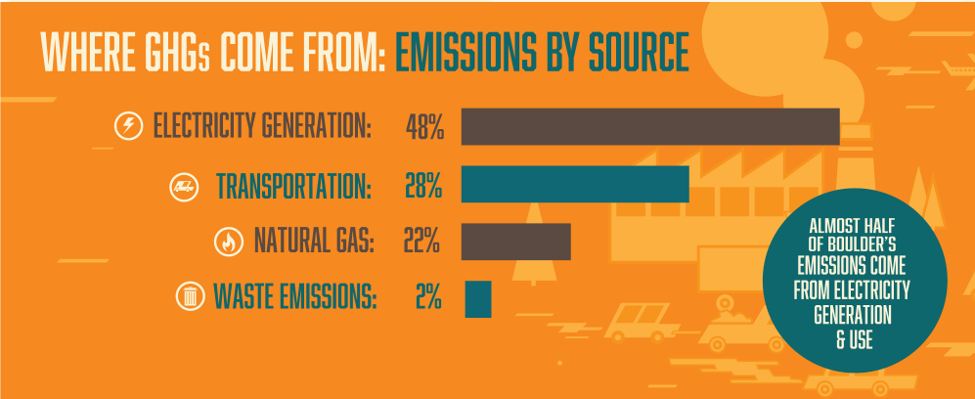 WHERE GHGs COME FROM: EMISSIONS BY SOURCE
ELECTRICITY GENERATION: 48%
TRANSPORTATION: 28%
NATURAL GAS: 22%
WASTE EMISSIONS: 2%
ALMOST HALF
OF BOULDER'S
EMISSIONS COME
FROM ELECTRICITY
GENERATION
& USE